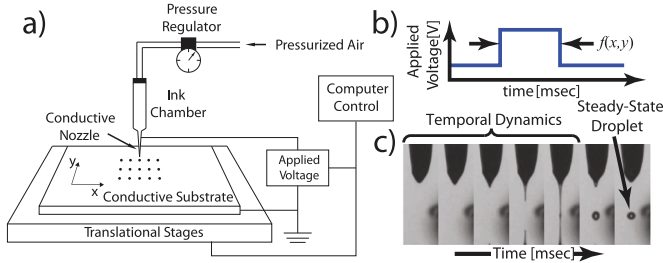 a)
Pressure
Regulator
Pressurized Air
Ink
Chamber
Conductive
Nozzle
Computer
Control
Applied
Voltage
y
x
Conductive Substrate
Translational Stages
b)
Applied
Voltage[V]
f(x,y)
time[msec]
Steady-State
Droplet
Temporal Dynamics
c)
Time [msec]